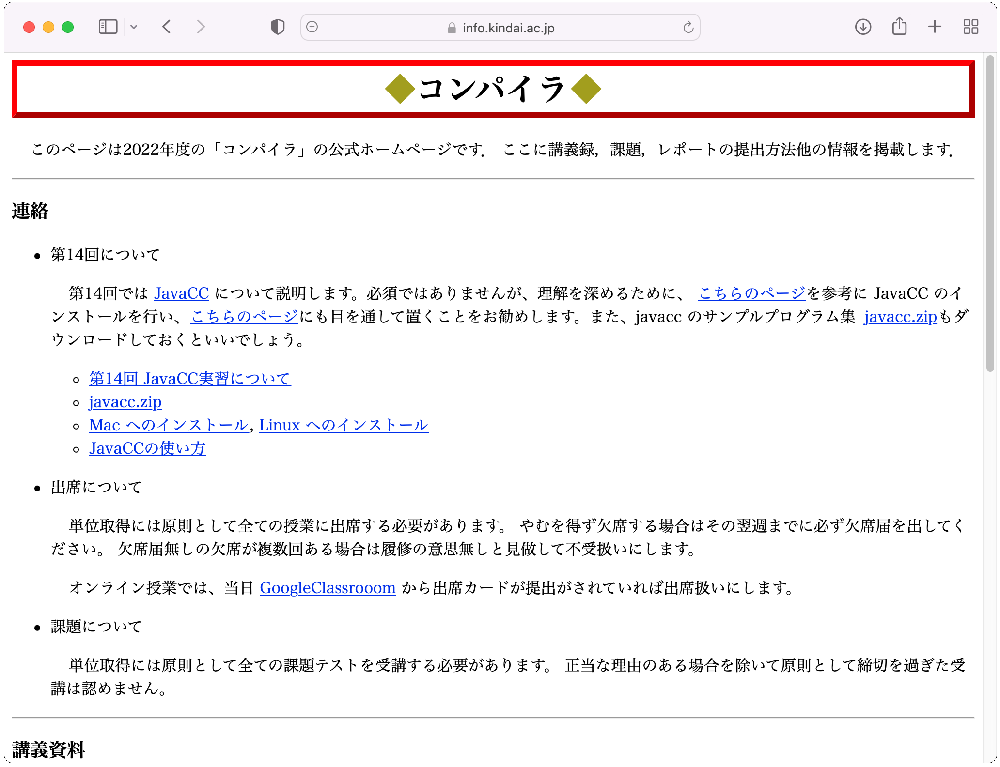 info.kindai.ac.jp
◆コンパイラ◆
このページは2022年度の「コンパイラ」の公式ホームページです． ここに講義録，課題，レポートの提出方法他の情報を掲載します．
連絡
• 第14回について
第14回では JavaCC について説明します。必須ではありませんが、理解を深めるために、 こちらのページを参考に JavaCC のイ
ンストールを行い、こちらのページにも目を通して置くことをお勧めします。また、javacc のサンプルプログラム集 javacc.zipもダ
ウンロードしておくといいでしょう。
◦ 第14回 JavaCC実習について
◦ javacc.zip
◦ Mac へのインストール, Linux へのインストール
◦ JavaCCの使い方
• 出席について
単位取得には原則として全ての授業に出席する必要があります。 やむを得ず欠席する場合はその翌週までに必ず欠席届を出してく
ださい。 欠席届無しの欠席が複数回ある場合は履修の意思無しと見做して不受扱いにします。
オンライン授業では、当日 GoogleClassrooom から出席カードが提出がされていれば出席扱いにします。
• 課題について
単位取得には原則として全ての課題テストを受講する必要があります。 正当な理由のある場合を除いて原則として締切を過ぎた受
講は認めません。
講義資料